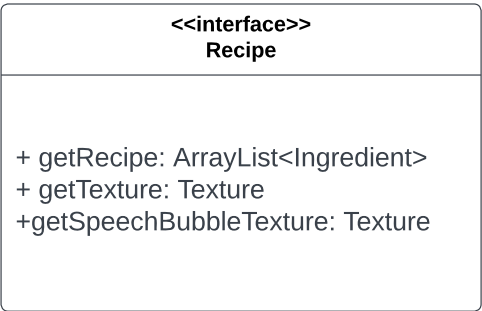 <<interface>>
Recipe
+ getRecipe: ArrayList<Ingredient>
+ getTexture: Texture
+getSpeechBubbleTexture: Texture